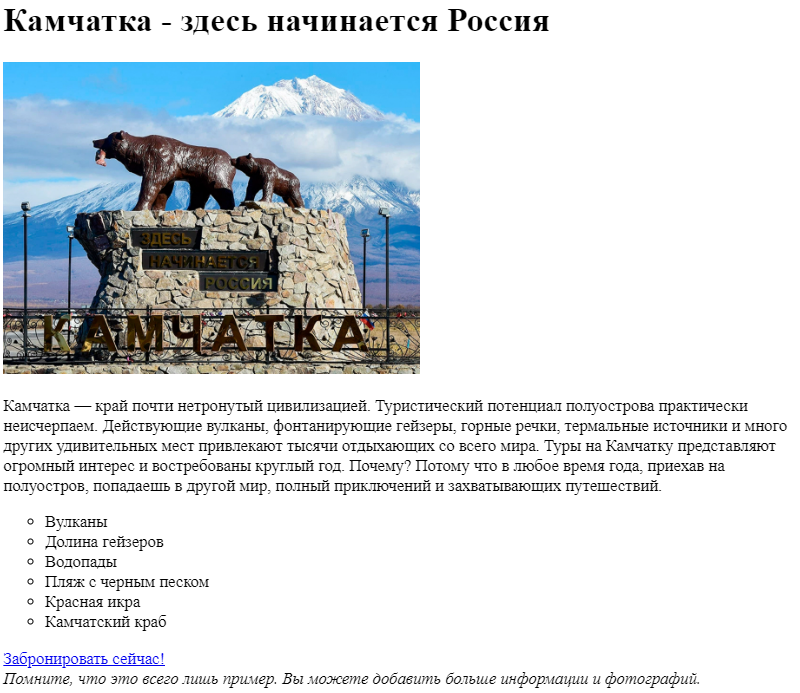 Камчатка - здесь начинается Россия
ЗДЕСЬ
НАЧИНАЕТСЯ
РОССИЯ
КАМЧАТКА
Камчатка — край почти нетронутый цивилизацией. Туристический потенциал полуострова практически
неисчерпаем. Действующие вулканы, фонтанирующие гейзеры, горные речки, термальные источники и много
других удивительных мест привлекают тысячи отдыхающих со всего мира. Туры на Камчатку представляют
огромный интерес и востребованы круглый год. Почему? Потому что в любое время года, приехав на
полуостров, попадаешь в другой мир, полный приключений и захватывающих путешествий.
Вулканы
Долина гейзеров
Водопады
Пляж с черным песком
Красная икра
Камчатский краб
Забронировать сейчас!
Помните, что это всего лишь пример. Вы можете добавить больше информации и фотографий.